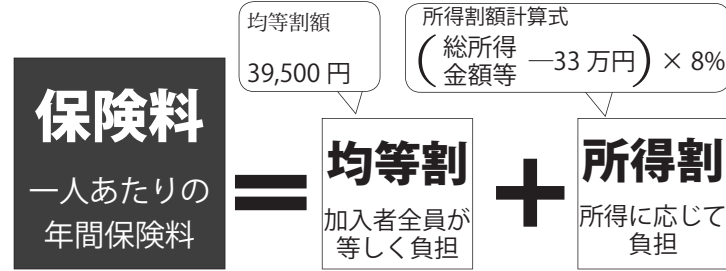 均等割額
39,500 円
所得割額計算式
( 総所得
金額等 ―33 万円 ) × 8%
保険料
一人あたりの
年間保険料
=
均等割
加入者全員が
等しく負担
+
所得割
所得に応じて
負担